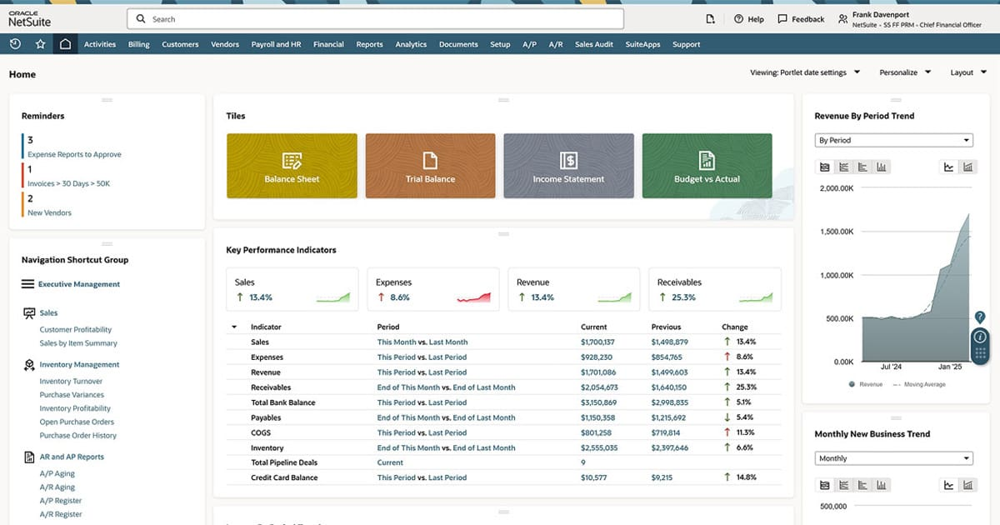 ORACLE
NetSuite
Search
Help
Feedback
Frank Davenport
NetSuite - SS FF PRM - Chief Financial Officer
Activities Billing Customers Vendors Payroll and HR Financial Reports Analytics Documents Setup A/P A/R Sales Audit SuiteApps Support
Home
Viewing: Portlet date settings Personalize Layout
Reminders
3
Expense Reports to Approve
1
Invoices > 30 Days > 50K
2
New Vendors
Navigation Shortcut Group
Executive Management
Sales
Customer Profitability
Sales by Item Summary
Inventory Management
Inventory Turnover
Purchase Variances
Inventory Profitability
Open Purchase Orders
Purchase Order History
AR and AP Reports
A/P Aging
A/R Aging
A/P Register
A/R Register
Tiles
Balance Sheet
Trial Balance
Income Statement
Budget vs Actual
Key Performance Indicators
Sales
13.4%
Expenses
8.6%
Revenue
13.4%
Receivables
25.3%
Indicator Period Current Previous Change
Sales This Month vs. Last Month $1,700,137 $1,498,879 13.4%
Expenses This Period vs. Last Period $928,230 $854,765 8.6%
Revenue This Period vs. Last Period $1,701,086 $1,499,603 13.4%
Receivables End of This Month vs. End of Last Month $2,054,673 $1,640,150 25.3%
Total Bank Balance This Period vs. Last Period $3,150,869 $2,998,835 5.1%
Payables End of This Month vs. End of Last Month $1,150,358 $1,215,692 5.4%
COGS This Period vs. Last Period $801,258 $719,814 11.3%
Inventory End of This Month vs. End of Last Month $2,555,035 $2,397,646 6.6%
Total Pipeline Deals Current 9
Credit Card Balance This Period vs. Last Period $10,577 $9,215 14.8%
Revenue By Period Trend
By Period
2,000.00K
1,500.00K
1,000.00K
500.00K
0.00K
Jul '24 Jan '25
Revenue Moving Average
Monthly New Business Trend
Monthly
500,000